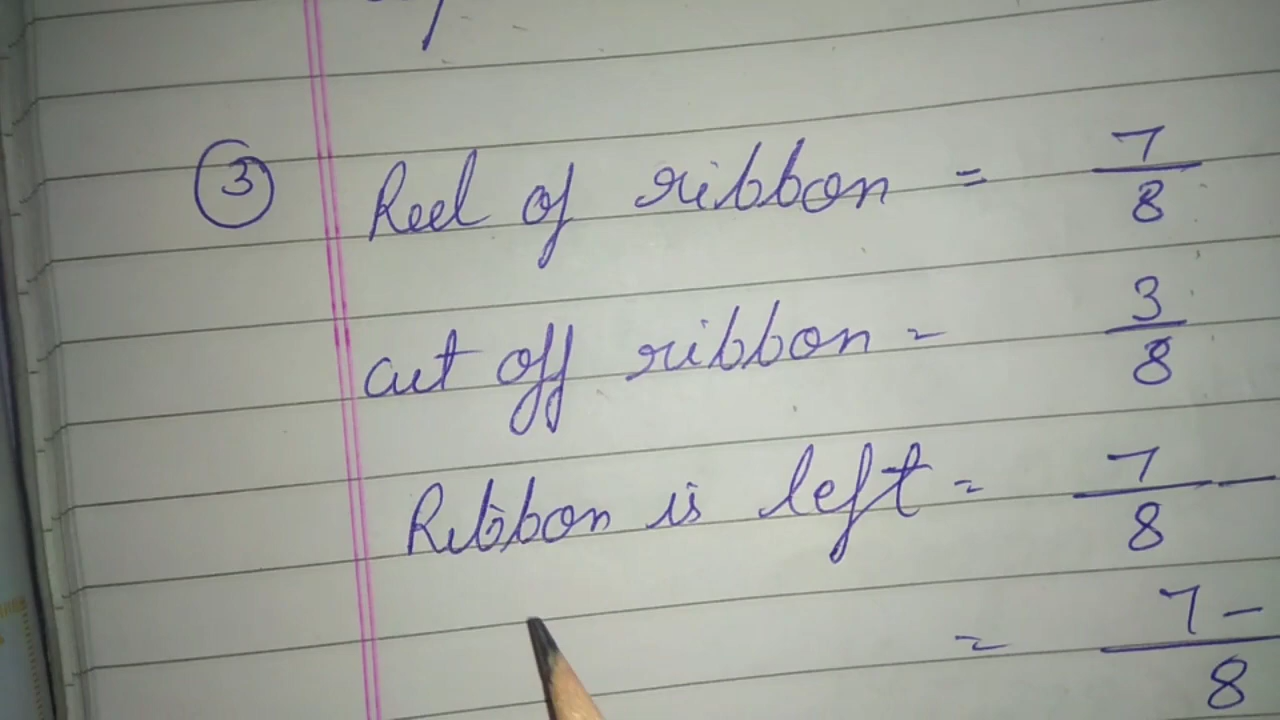 ③ Reel of ribbon = 7/8
cut off ribbon = 3/8
Ribbon is left = 7/8 -
= 7 - / 8